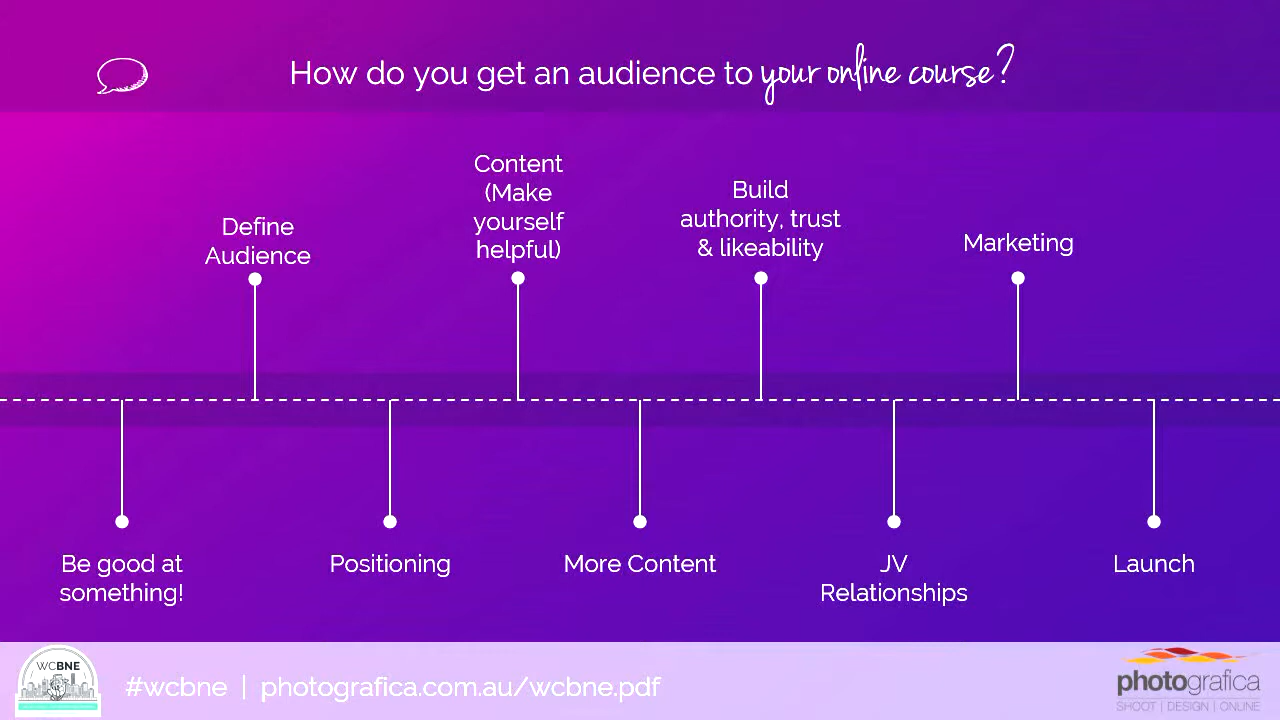 How do you get an audience to your online course?
Content
(Make
yourself
helpful)
Build
authority, trust
& likeability
Define
Audience
Marketing
Be good at
something!
Positioning
More Content
JV
Relationships
Launch
WCBNE
#wcbne | photografica.com.au/wcbne.pdf
photografica
SHOOT | DESIGN | ONLINE